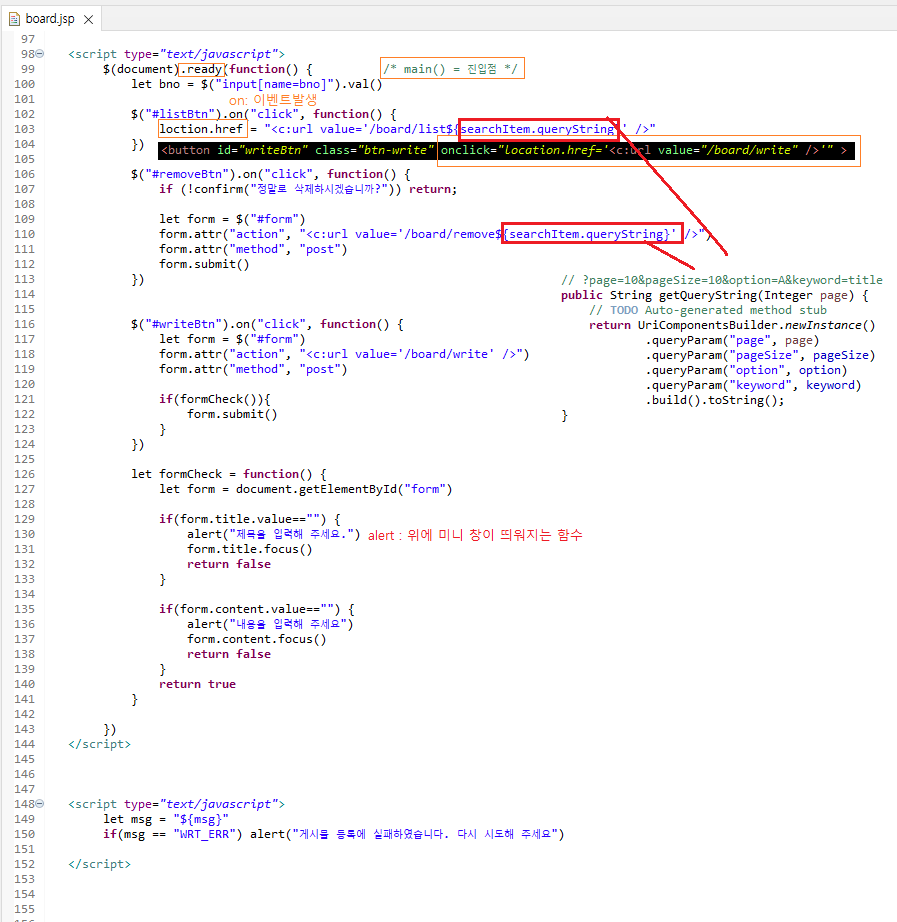 board.jsp
97
98 <script type="text/javascript">
99 $(document).ready(function() { /* main() = 진입점 */
100 let bno = $("input[name=bno]").val()
101 on: 이벤트발생
102 $("#listBtn").on("click", function() {
103 loction.href = "<c:url value='/board/list${searchItem.queryString}' />"
104 }) <button id="writeBtn" class="btn-write" onclick="location.href='<c:url value="/board/write" />'" >
105
106 $("#removeBtn").on("click", function() {
107 if (!confirm("정말로 삭제하시겠습니까?")) return;
108
109 let form = $("#form")
110 form.attr("action", "<c:url value='/board/remove${searchItem.queryString}' />")
111 form.attr("method", "post")
112 form.submit()
113 })
// ?page=10&pageSize=10&option=A&keyword=title
114
public String getQueryString(Integer page) {
115
// TODO Auto-generated method stub
116 $("#writeBtn").on("click", function() {
return UriComponentsBuilder.newInstance()
117 let form = $("#form")
.queryParam("page", page)
118 form.attr("action", "<c:url value='/board/write' />")
.queryParam("pageSize", pageSize)
119 form.attr("method", "post")
.queryParam("option", option)
120
.queryParam("keyword", keyword)
121 if(formCheck()){
.build().toString();
122 form.submit()
}
123 }
124 })
125
126 let formCheck = function() {
127 let form = document.getElementById("form")
128
129 if(form.title.value=="") {
130 alert("제목을 입력해 주세요.") alert : 위에 미니 창이 띄워지는 함수
131 form.title.focus()
132 return false
133 }
134
135 if(form.content.value=="") {
136 alert("내용을 입력해 주세요")
137 form.content.focus()
138 return false
139 }
140 return true
141 }
142
143 })
144 </script>
145
146
147
148 <script type="text/javascript">
149 let msg = "${msg}"
150 if(msg == "WRT_ERR") alert("게시물 등록에 실패하였습니다. 다시 시도해 주세요")
151
152 </script>
153
154
155